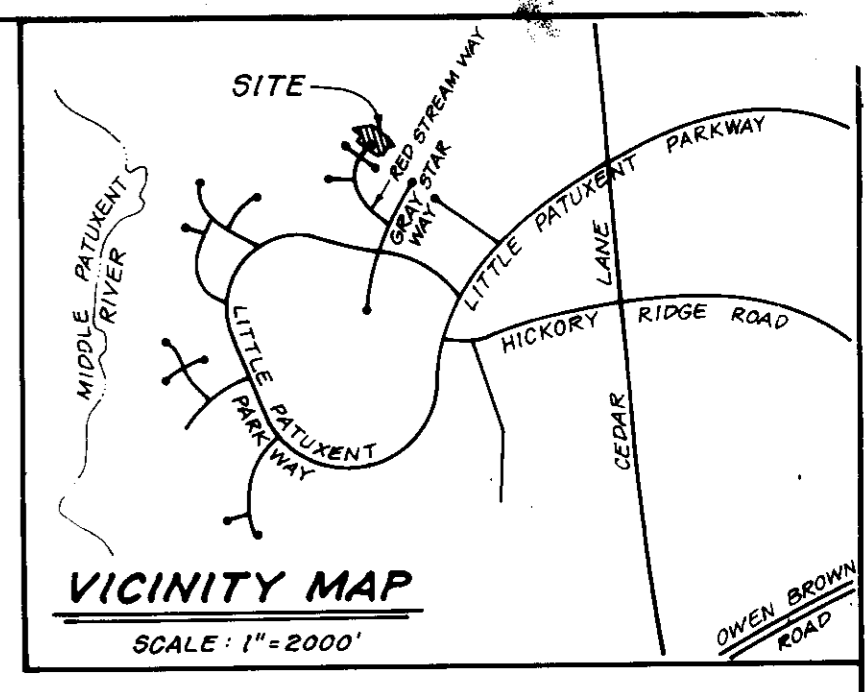 SITE
RED STREAM WAY
GRAY STAR
WAY
LITTLE PATUXENT PARKWAY
MIDDLE PATUXENT
RIVER
LANE
HICKORY RIDGE ROAD
LITTLE PATUXENT
PARKWAY
CEDAR
VICINITY MAP
SCALE: 1"=2000'
OWEN BROWN
ROAD